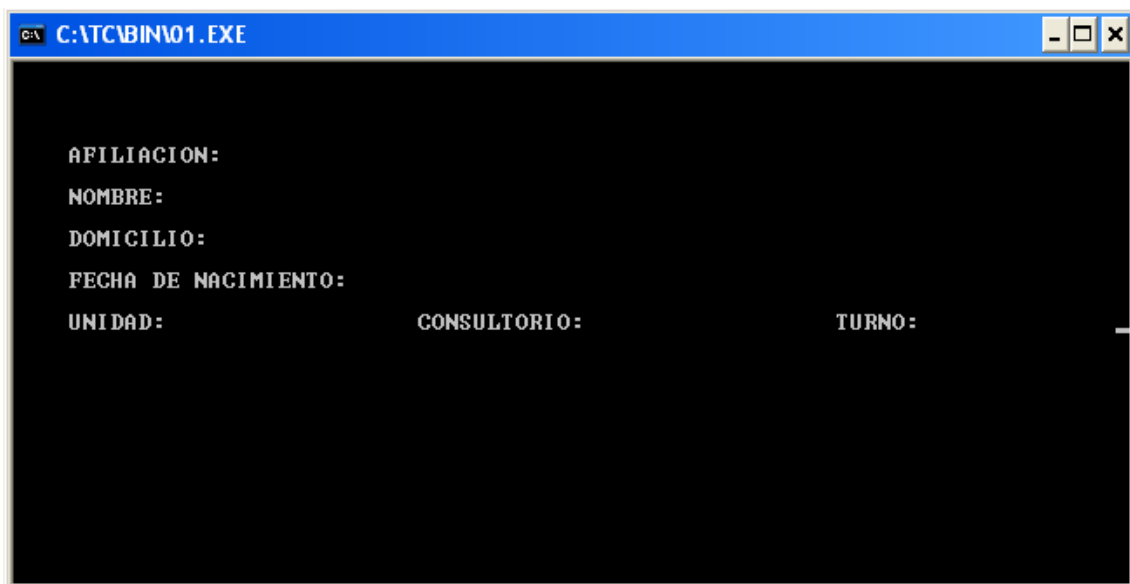 C:\TC\BIN\01.EXE
AFILIACION:
NOMBRE:
DOMICILIO:
FECHA DE NACIMIENTO:
UNIDAD: CONSULTORIO: TURNO: